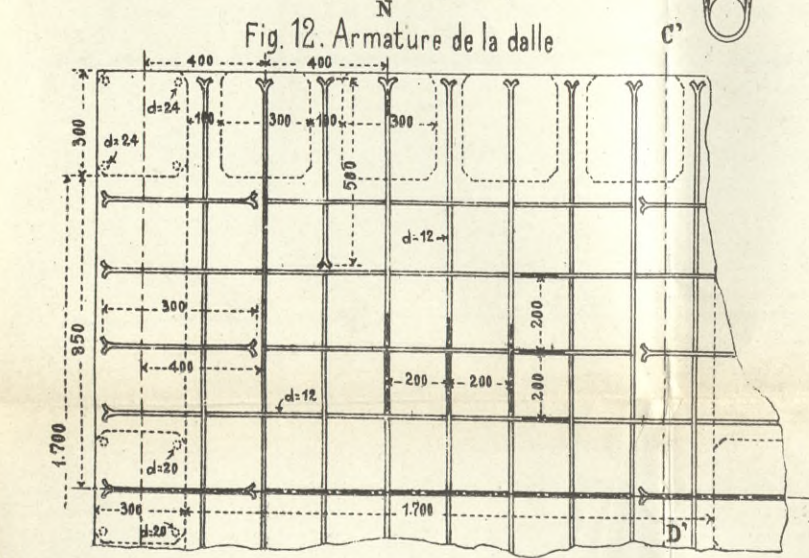 N
Fig. 12. Armature de la dalle
C'
400 400
d=24
300 100 300 100 300
d=24
500
d=12
300 200
850
400 200 200 200
d=12
1.700
d=20
300 1.700
d=20 D'